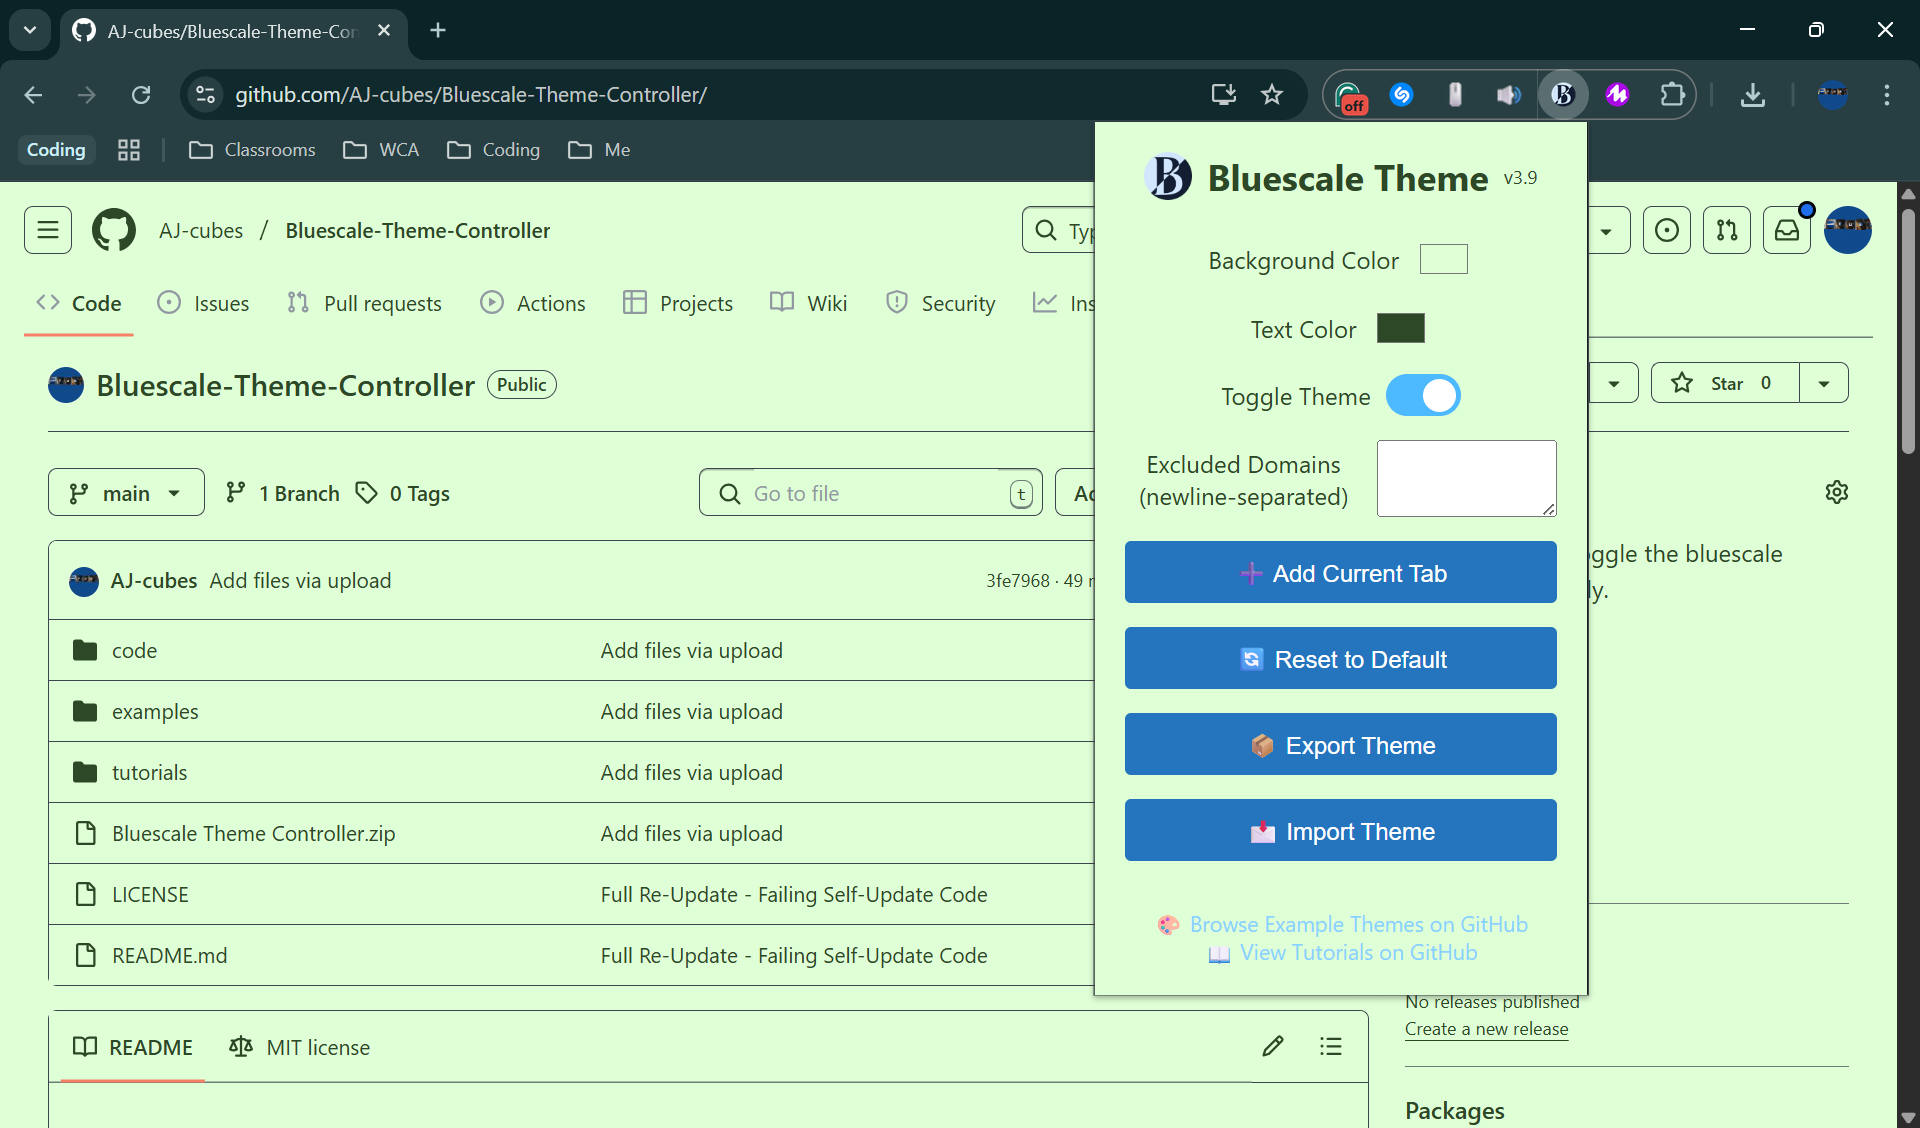 AJ-cubes/Bluescale-Theme-Con
github.com/AJ-cubes/Bluescale-Theme-Controller/
off
Coding
Classrooms
WCA
Coding
Me
B Bluescale Theme v3.9
Background Color
Text Color
Toggle Theme
Excluded Domains
(newline-separated)
Add Current Tab
Reset to Default
Export Theme
Import Theme
Browse Example Themes on GitHub
View Tutorials on GitHub
AJ-cubes / Bluescale-Theme-Controller
Typ
Code
Issues
Pull requests
Actions
Projects
Wiki
Security
Ins
Bluescale-Theme-Controller Public
Star 0
main
1 Branch
0 Tags
Go to file t
Ad
oggle the bluescale
ly.
AJ-cubes Add files via upload 3fe7968 · 49
code Add files via upload
examples Add files via upload
tutorials Add files via upload
Bluescale Theme Controller.zip Add files via upload
LICENSE Full Re-Update - Failing Self-Update Code
README.md Full Re-Update - Failing Self-Update Code
No releases published
Create a new release
README
MIT license
Packages